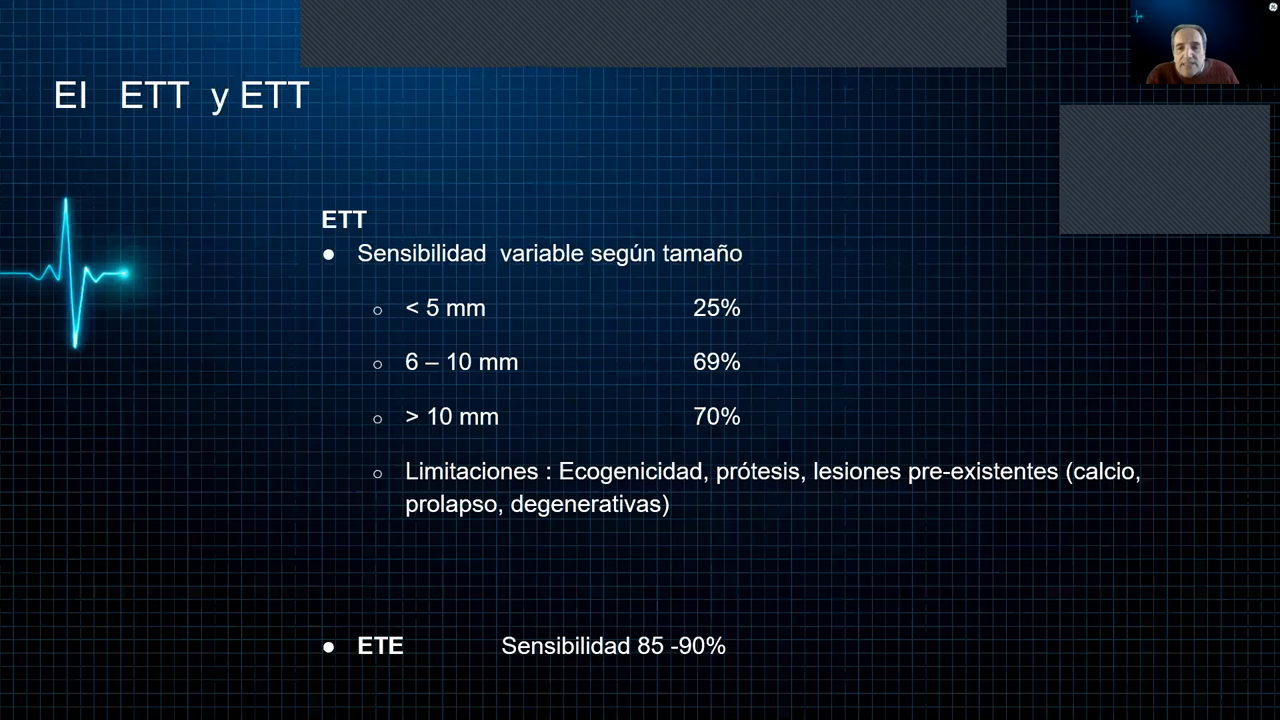 EI ETT y ETT
ETT
● Sensibilidad variable según tamaño
○ < 5 mm 25%
○ 6 – 10 mm 69%
○ > 10 mm 70%
○ Limitaciones : Ecogenicidad, prótesis, lesiones pre-existentes (calcio,
prolapso, degenerativas)
● ETE Sensibilidad 85 -90%